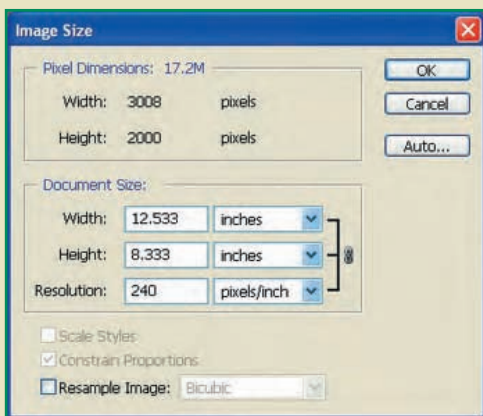 Image Size
Pixel Dimensions: 17.2M
Width: 3008 pixels
Height: 2000 pixels
OK
Cancel
Auto...
Document Size:
Width: 12.533 inches
Height: 8.333 inches
Resolution: 240 pixels/inch
Scale Styles
Constrain Proportions
Resample Image: Bicubic